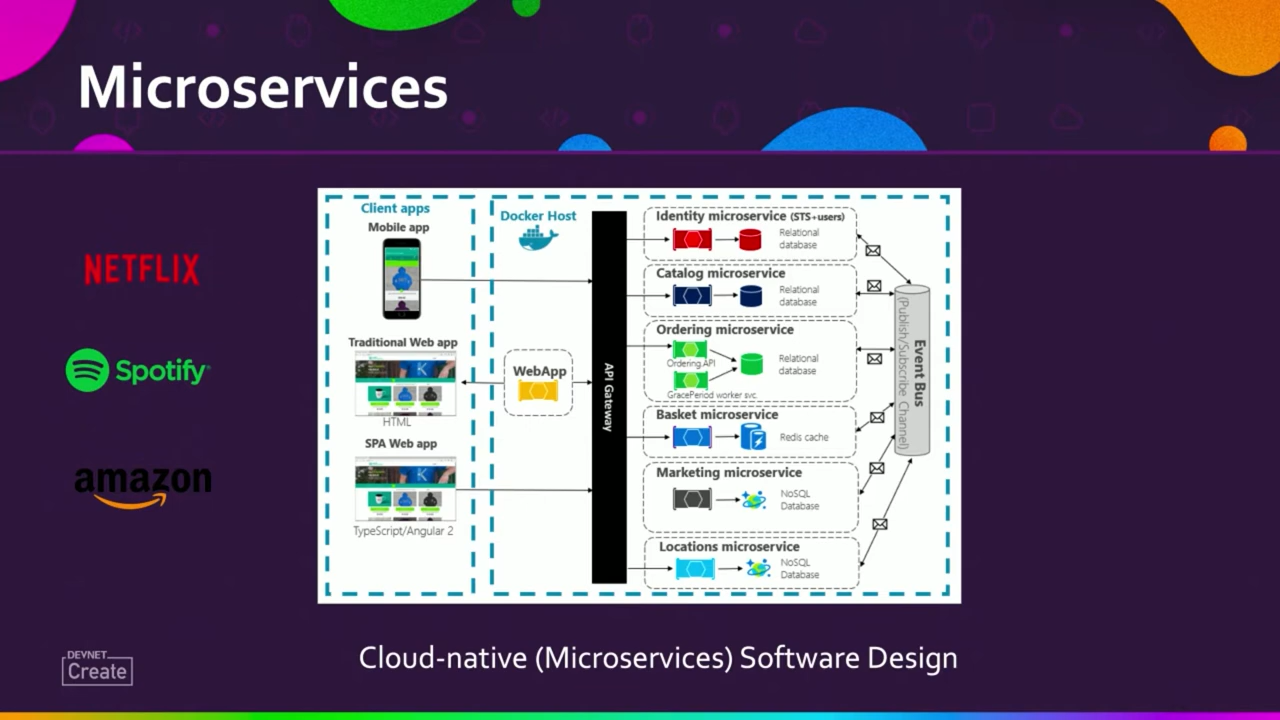 Microservices
NETFLIX
Spotify
amazon
Client apps
Mobile app
Traditional Web app
HTML
SPA Web app
TypeScript/Angular 2
Docker Host
WebApp
API Gateway
Identity microservice (STS+users)
Relational
database
Catalog microservice
Relational
database
Ordering microservice
Ordering API
Relational
database
GracePeriod worker svc.
Basket microservice
Redis cache
Marketing microservice
NoSQL
Database
Locations microservice
NoSQL
Database
Event Bus
(Publish/Subscribe Channel)
Cloud-native (Microservices) Software Design
DEVNET
Create